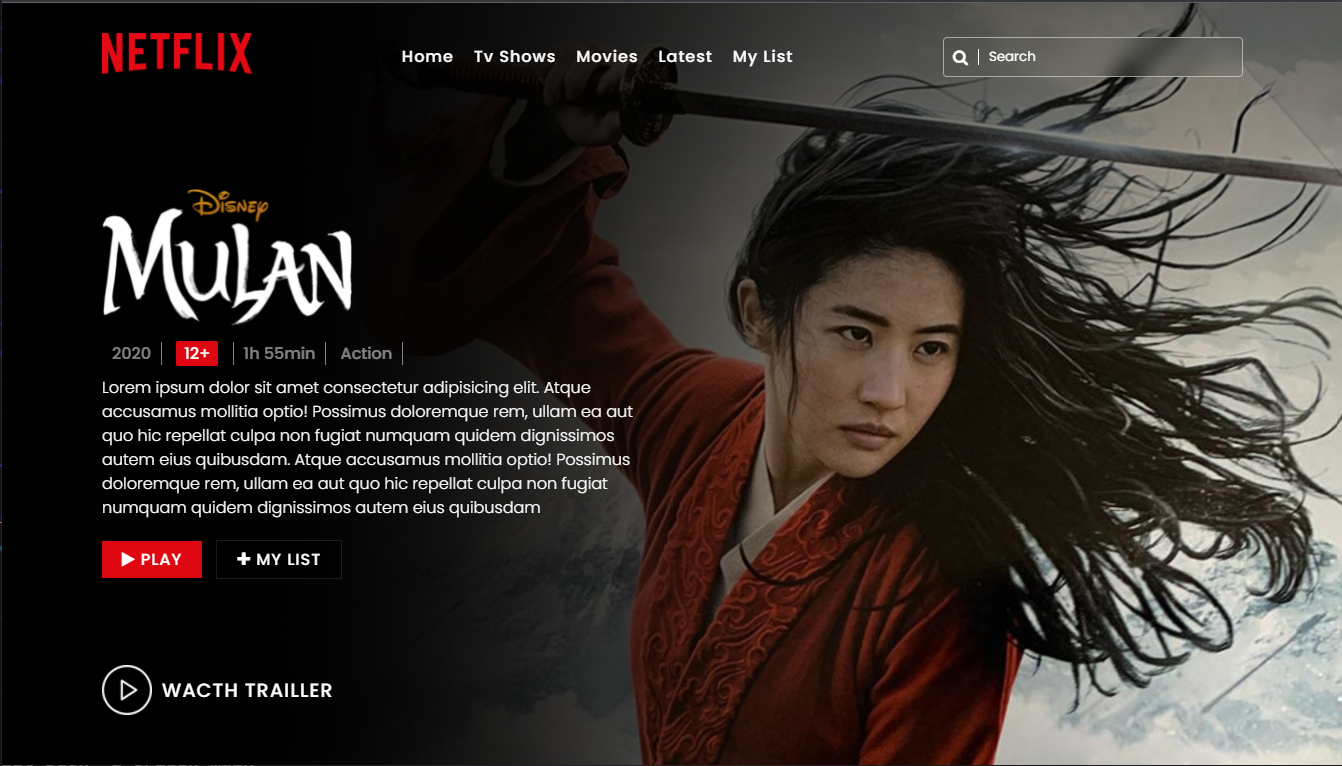 NETFLIX
Home Tv Shows Movies Latest My List
Search
Disney
MULAN
2020 12+ 1h 55min Action
Lorem ipsum dolor sit amet consectetur adipisicing elit. Atque
accusamus mollitia optio! Possimus doloremque rem, ullam ea aut
quo hic repellat culpa non fugiat numquam quidem dignissimos
autem eius quibusdam. Atque accusamus mollitia optio! Possimus
doloremque rem, ullam ea aut quo hic repellat culpa non fugiat
numquam quidem dignissimos autem eius quibusdam
PLAY
MY LIST
WACTH TRAILLER